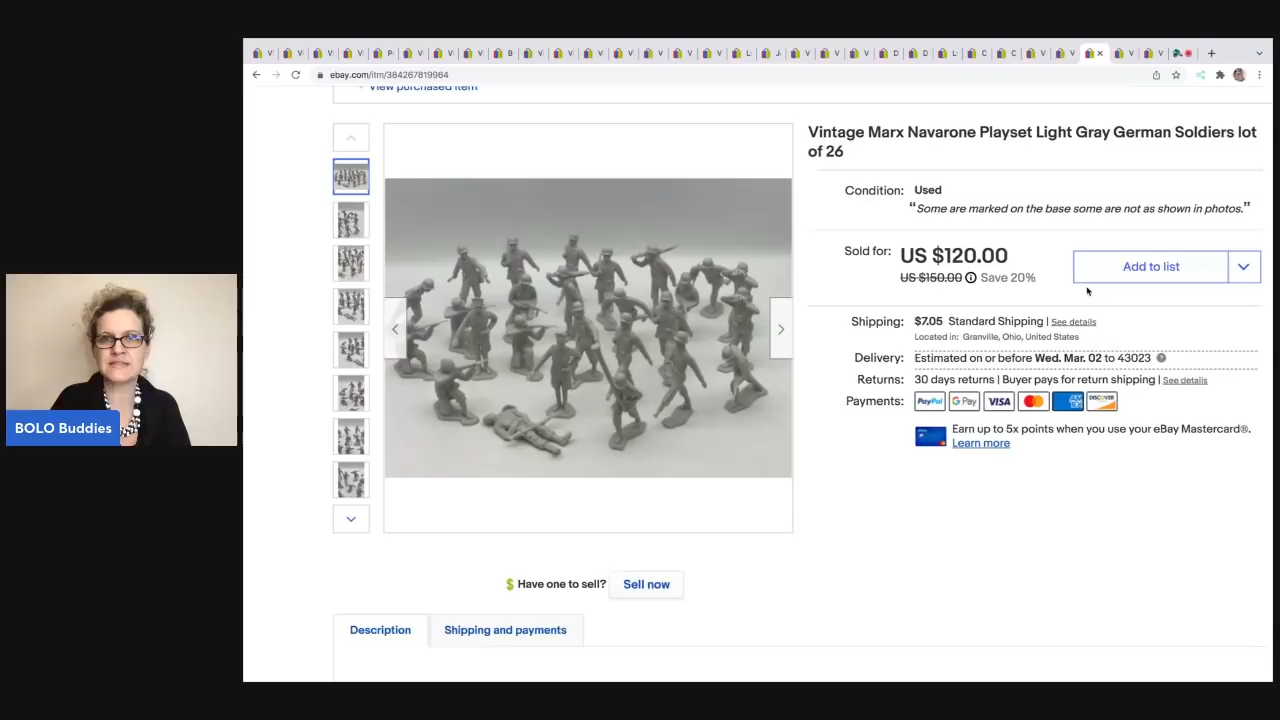 ebay.com/itm/384267819964
View purchased item
Vintage Marx Navarone Playset Light Gray German Soldiers lot
of 26
Condition: Used
“Some are marked on the base some are not as shown in photos.”
Sold for: US $120.00
US $150.00 Save 20%
Add to list
Shipping: $7.05 Standard Shipping | See details
Located in: Granville, Ohio, United States
Delivery: Estimated on or before Wed. Mar. 02 to 43023
Returns: 30 days returns | Buyer pays for return shipping | See details
Payments: PayPal G Pay VISA DISCOVER
Earn up to 5x points when you use your eBay Mastercard®.
Learn more
BOLO Buddies
$ Have one to sell? Sell now
Description Shipping and payments